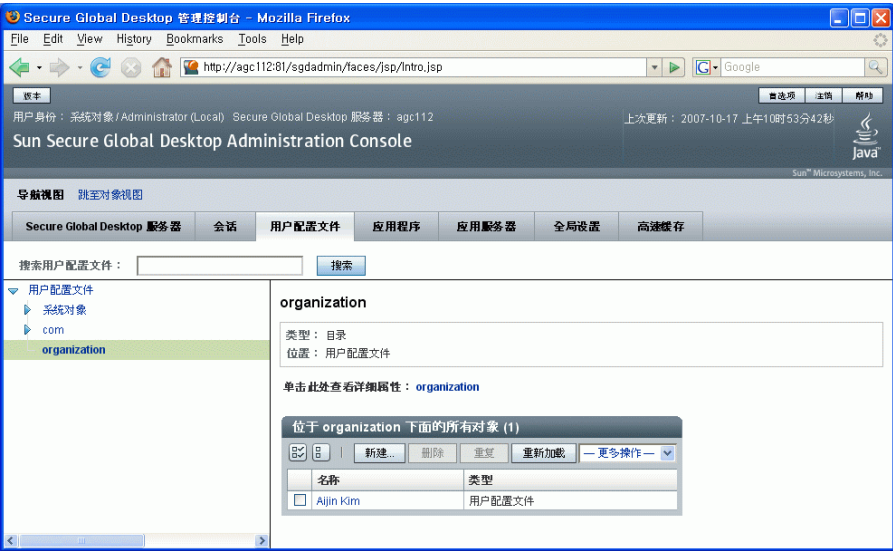 Secure Global Desktop 管理控制台 - Mozilla Firefox
File Edit View History Bookmarks Tools Help
http://agc112:81/sgdadmin/faces/jsp/Intro.jsp
G Google
版本
首选项 注销 帮助
用户身份： 系统对象/Administrator (Local) Secure Global Desktop 服务器： agc112
上次更新： 2007-10-17 上午10时53分42秒
Sun Secure Global Desktop Administration Console
Java
Sun™ Microsystems, Inc.
导航视图 跳至对象视图
Secure Global Desktop 服务器 会话 用户配置文件 应用程序 应用服务器 全局设置 高速缓存
搜索用户配置文件： 搜索
用户配置文件
系统对象
com
organization
organization
类型： 目录
位置： 用户配置文件
单击此处查看详细属性： organization
位于 organization 下面的所有对象 (1)
新建... 删除 重复 重新加载 — 更多操作 —
名称 类型
Aijin Kim 用户配置文件